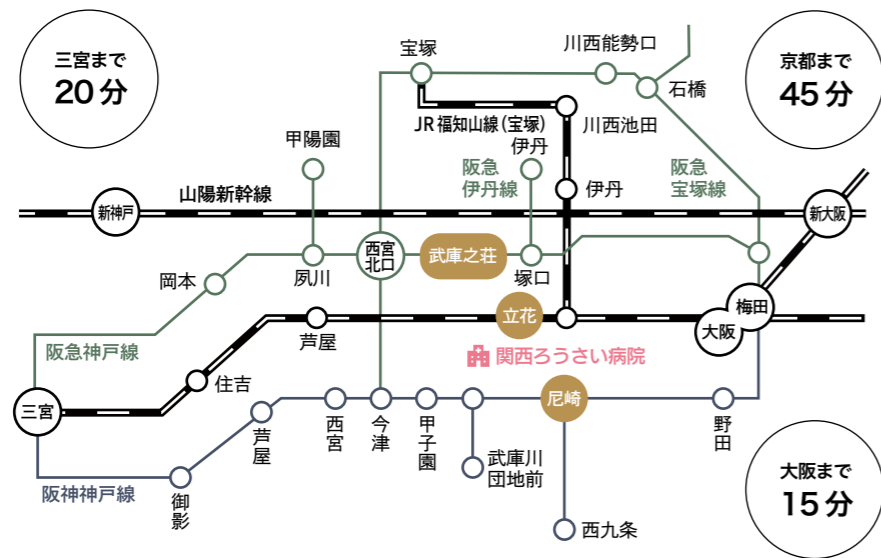 三宮まで
20分
宝塚
川西能勢口
石橋
京都まで
45分
JR福知山線(宝塚)
川西池田
甲陽園
阪急
伊丹線
伊丹
伊丹
阪急
宝塚線
山陽新幹線
新神戸
新大阪
岡本
夙川
西宮
北口
武庫之荘
塚口
梅田
大阪
立花
芦屋
関西ろうさい病院
阪急神戸線
住吉
三宮
芦屋
西宮
今津
甲子園
武庫川
団地前
尼崎
野田
阪神神戸線
御影
西九条
大阪まで
15分